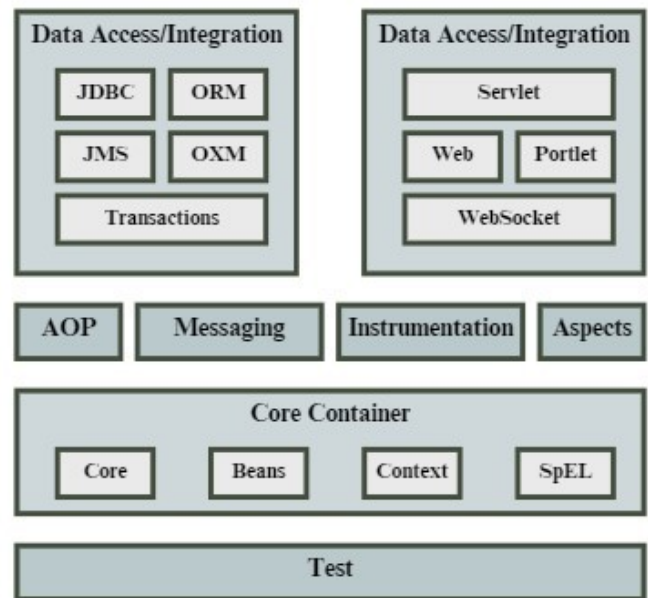 Data Access/Integration
JDBC ORM
JMS OXM
Transactions
Data Access/Integration
Servlet
Web Portlet
WebSocket
AOP Messaging Instrumentation Aspects
Core Container
Core Beans Context SpEL
Test